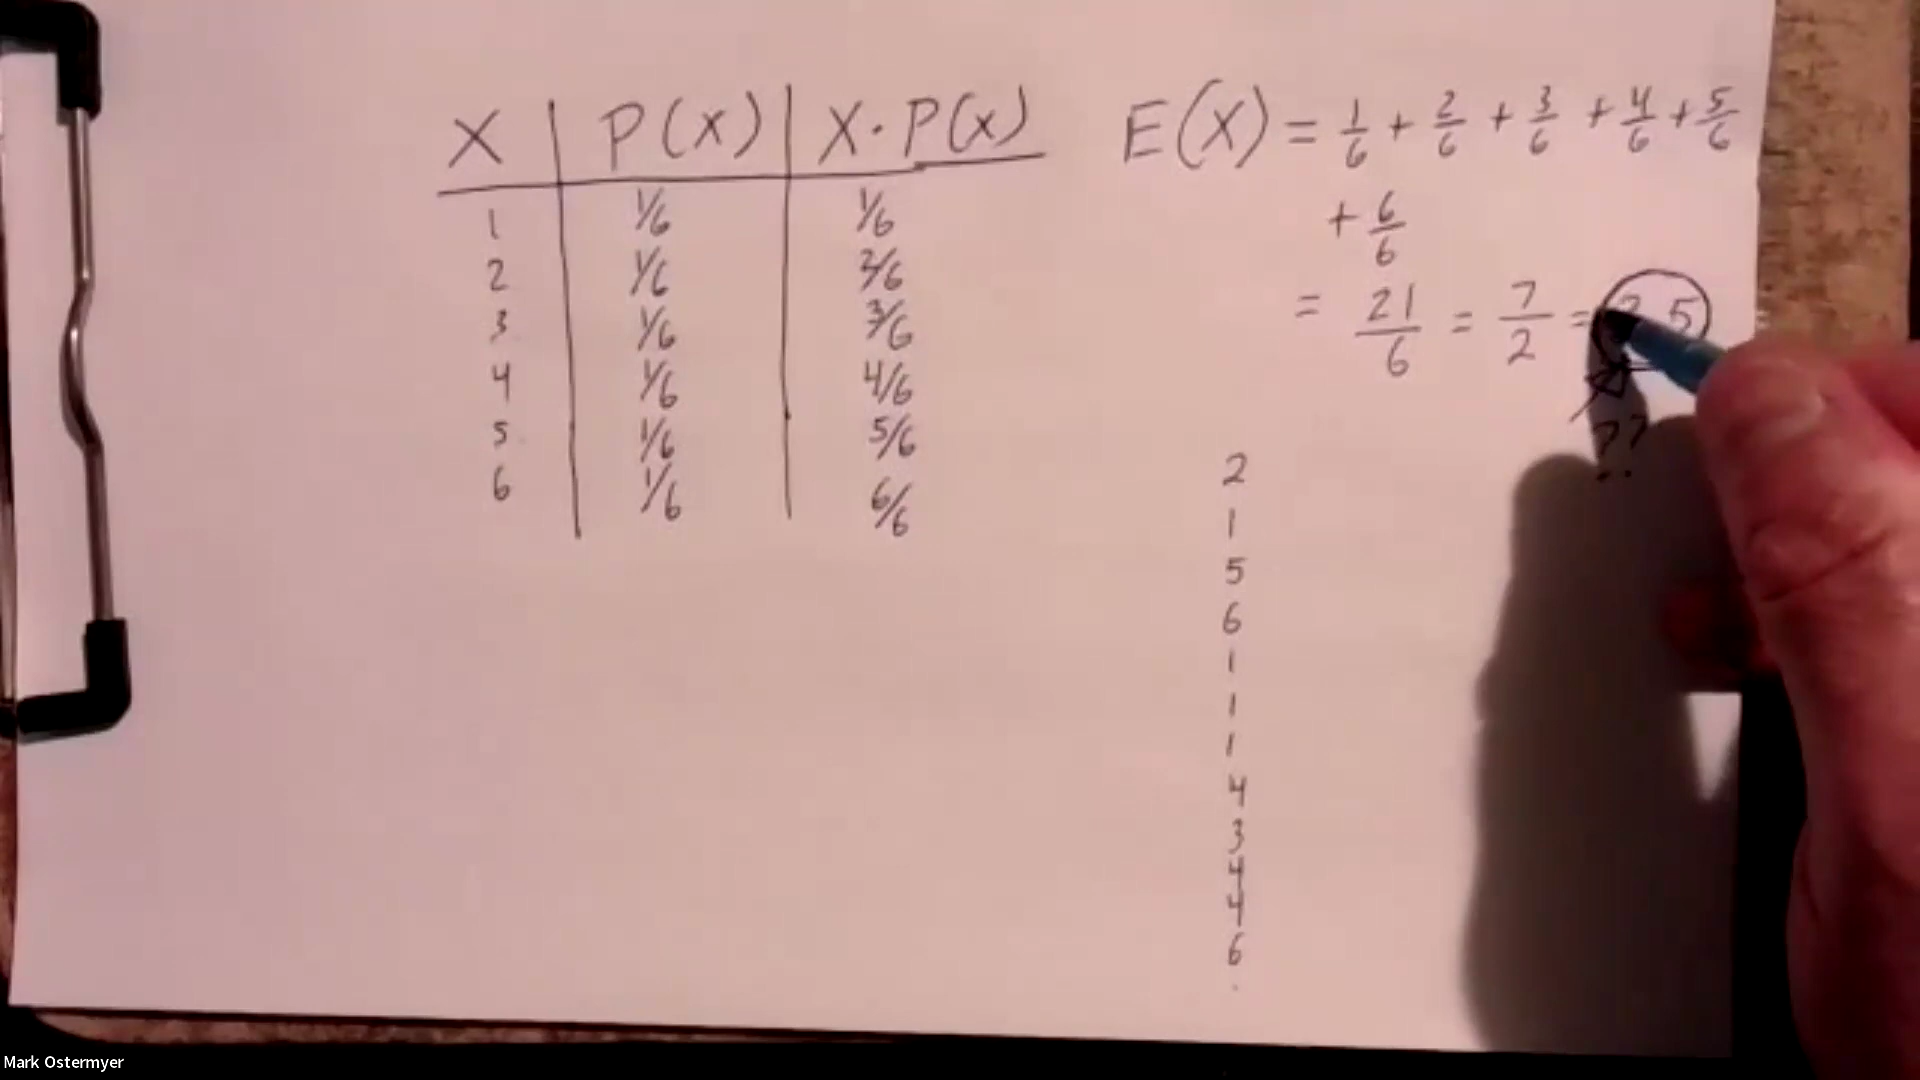 X P(X) X·P(X)
1 1/6 1/6
2 1/6 2/6
3 1/6 3/6
4 1/6 4/6
5 1/6 5/6
6 1/6 6/6
E(X) = 1/6 + 2/6 + 3/6 + 4/6 + 5/6
+ 6/6
= 21/6 = 7/2 = 5
??
2
1
5
6
1
1
1
4
3
4
4
6
.
Mark Ostermyer